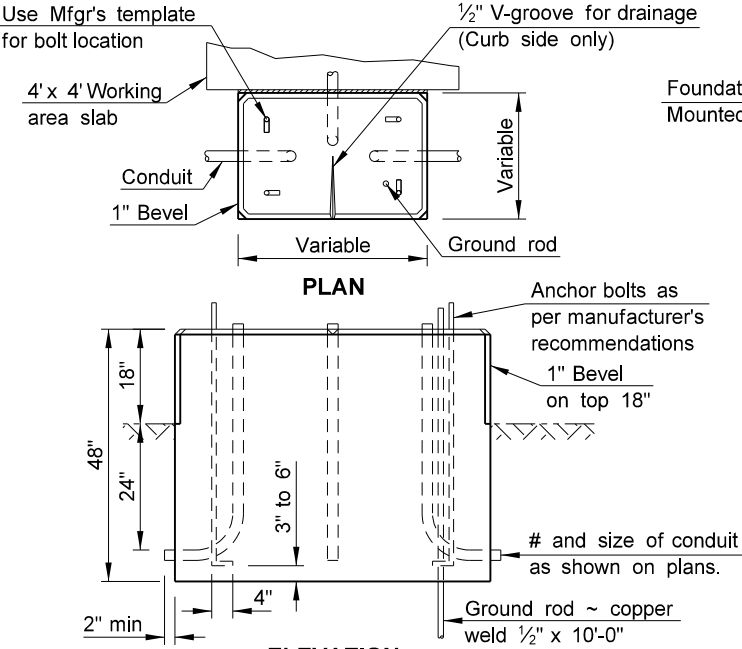 Use Mfgr's template
for bolt location
½" V-groove for drainage
(Curb side only)
4' x 4' Working
area slab
Foundat
Mounted
Conduit
1" Bevel
Variable
Variable
Ground rod
PLAN
Anchor bolts as
per manufacturer's
recommendations
1" Bevel
on top 18"
18"
48"
24"
3" to 6"
# and size of conduit
as shown on plans.
4"
2" min
Ground rod ~ copper
weld ½" x 10'-0"
ELEVATION